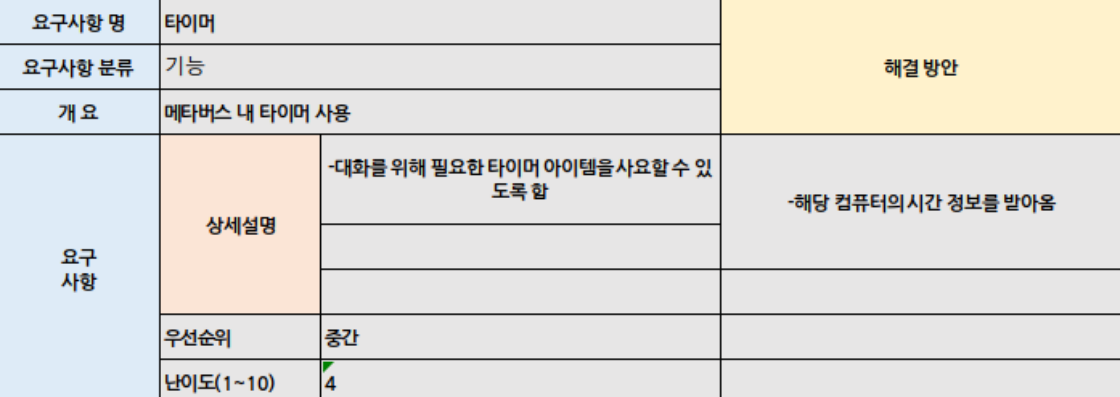 요구사항 명
타이머
해결 방안
요구사항 분류
기능
개 요
메타버스 내 타이머 사용
요구
사항
상세설명
-대화를 위해 필요한 타이머 아이템을 사요할 수 있
도록 함
-해당 컴퓨터의 시간 정보를 받아옴
우선순위
중간
난이도(1~10)
4